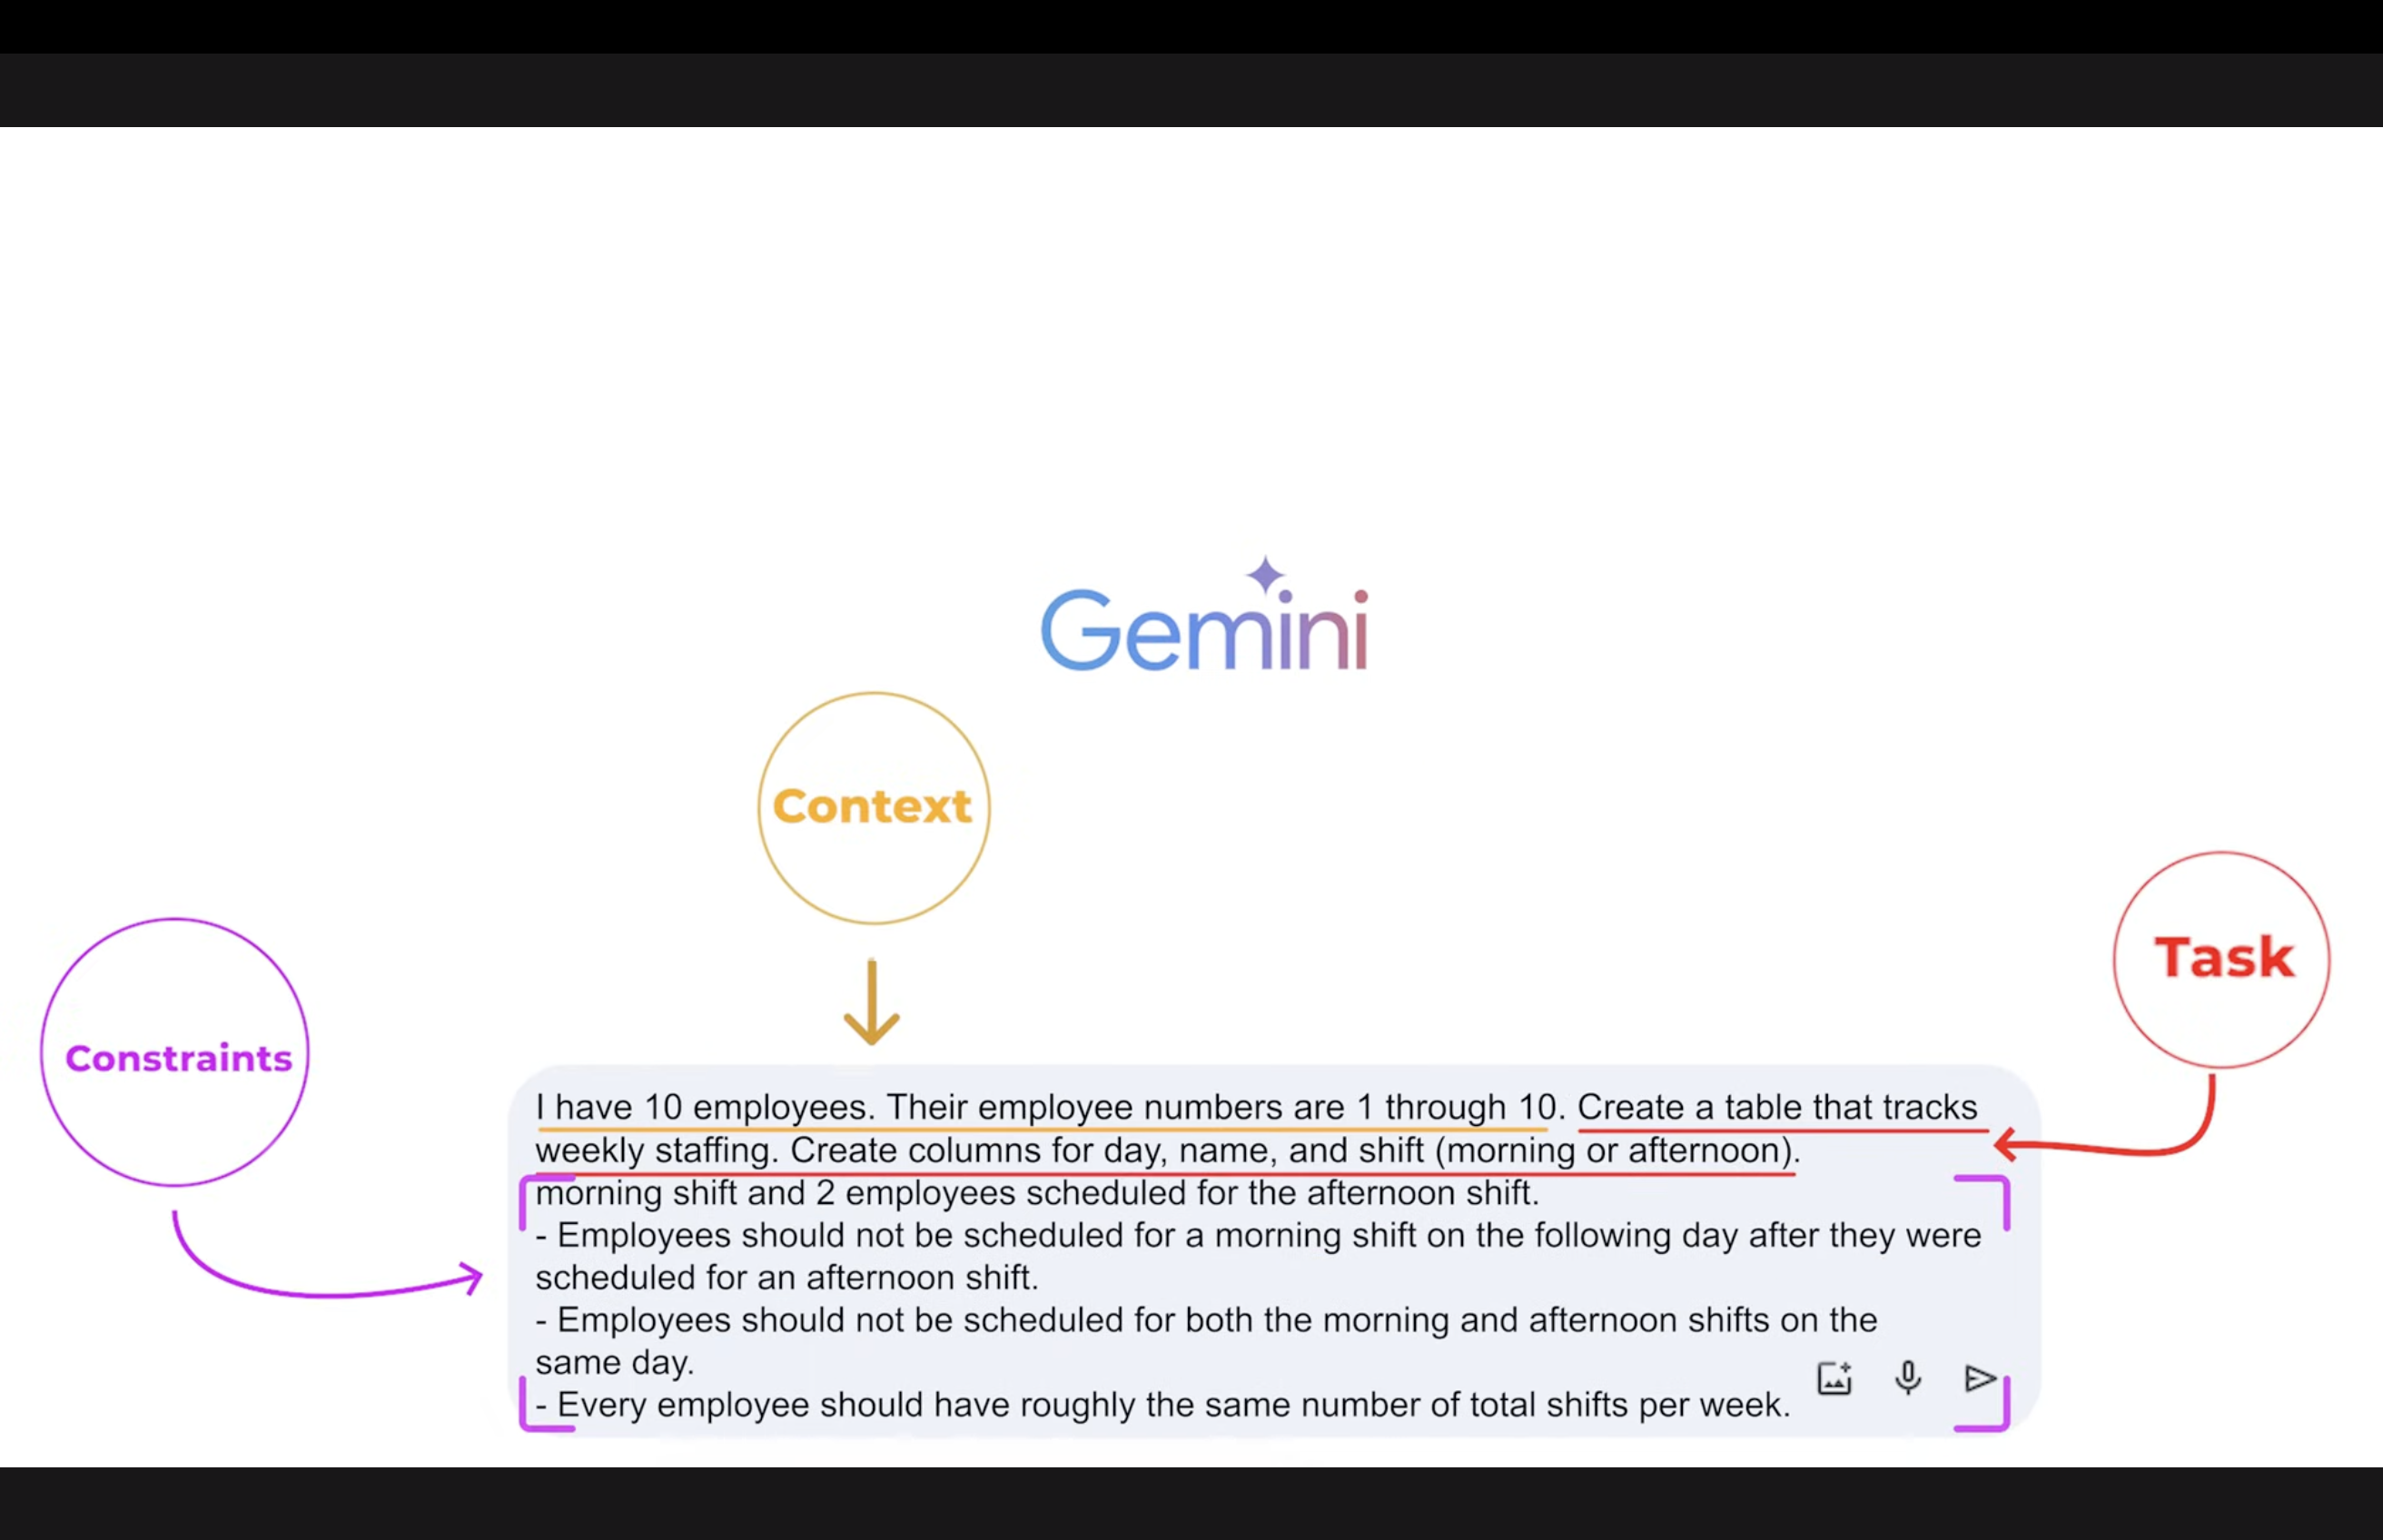 Gemini
Context
Task
Constraints
I have 10 employees. Their employee numbers are 1 through 10. Create a table that tracks
weekly staffing. Create columns for day, name, and shift (morning or afternoon).
morning shift and 2 employees scheduled for the afternoon shift.
- Employees should not be scheduled for a morning shift on the following day after they were
scheduled for an afternoon shift.
- Employees should not be scheduled for both the morning and afternoon shifts on the
same day.
- Every employee should have roughly the same number of total shifts per week.